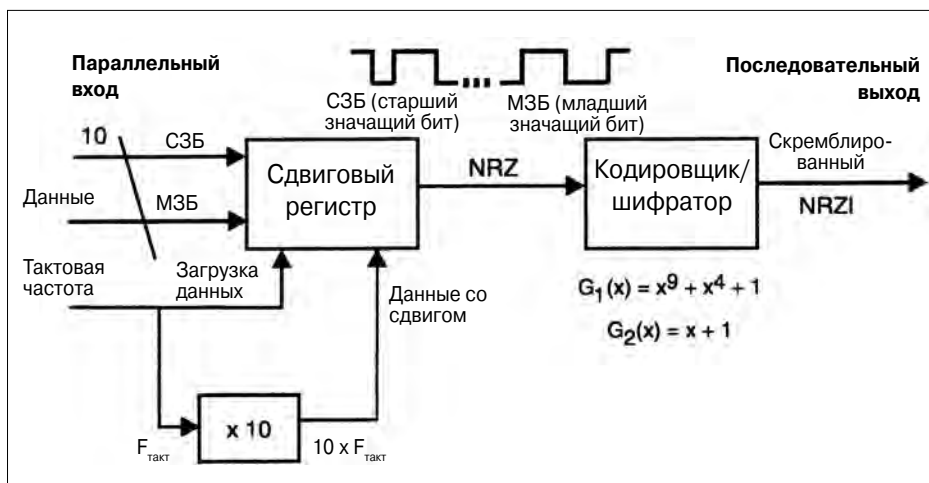 Параллельный
вход
СЗБ (старший
значащий бит)
МЗБ (младший
значащий бит)
Последовательный
выход
10
СЗБ
Данные
МЗБ
Сдвиговый
регистр
NRZ
Кодировщик/
шифратор
Скремблиро-
ванный
NRZI
Тактовая
частота
Загрузка
данных
Данные со
сдвигом
G₁(x) = x⁹ + x⁴ + 1
G₂(x) = x + 1
Fтакт
x 10
10 x Fтакт